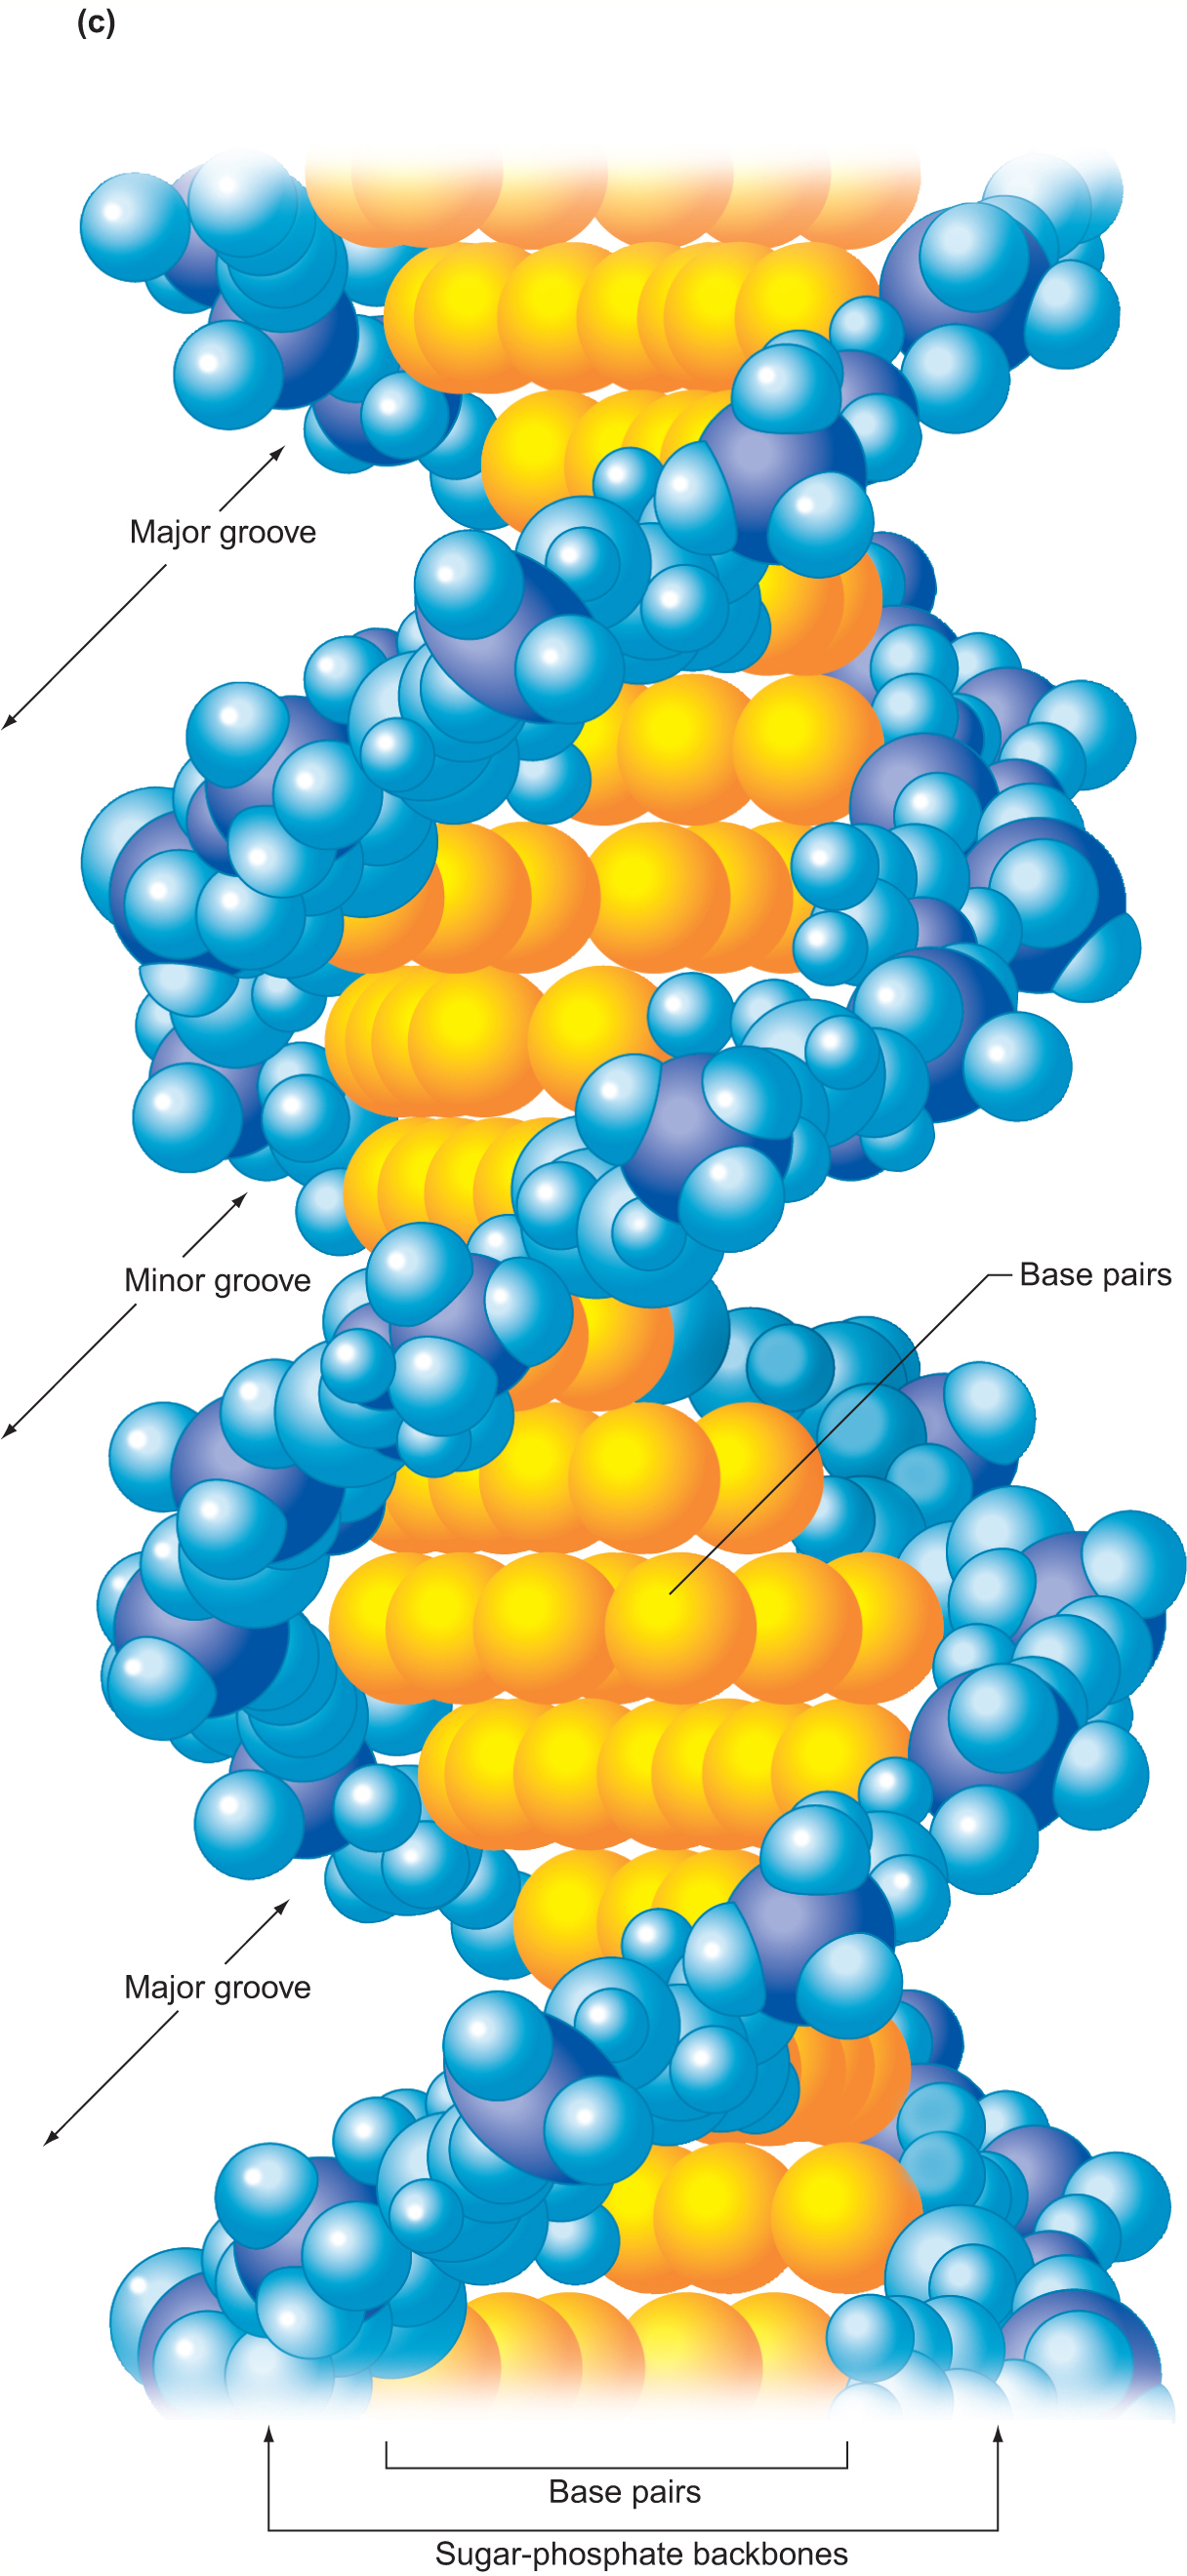 (c)
Major groove
Minor groove
Base pairs
Major groove
Base pairs
Sugar-phosphate backbones